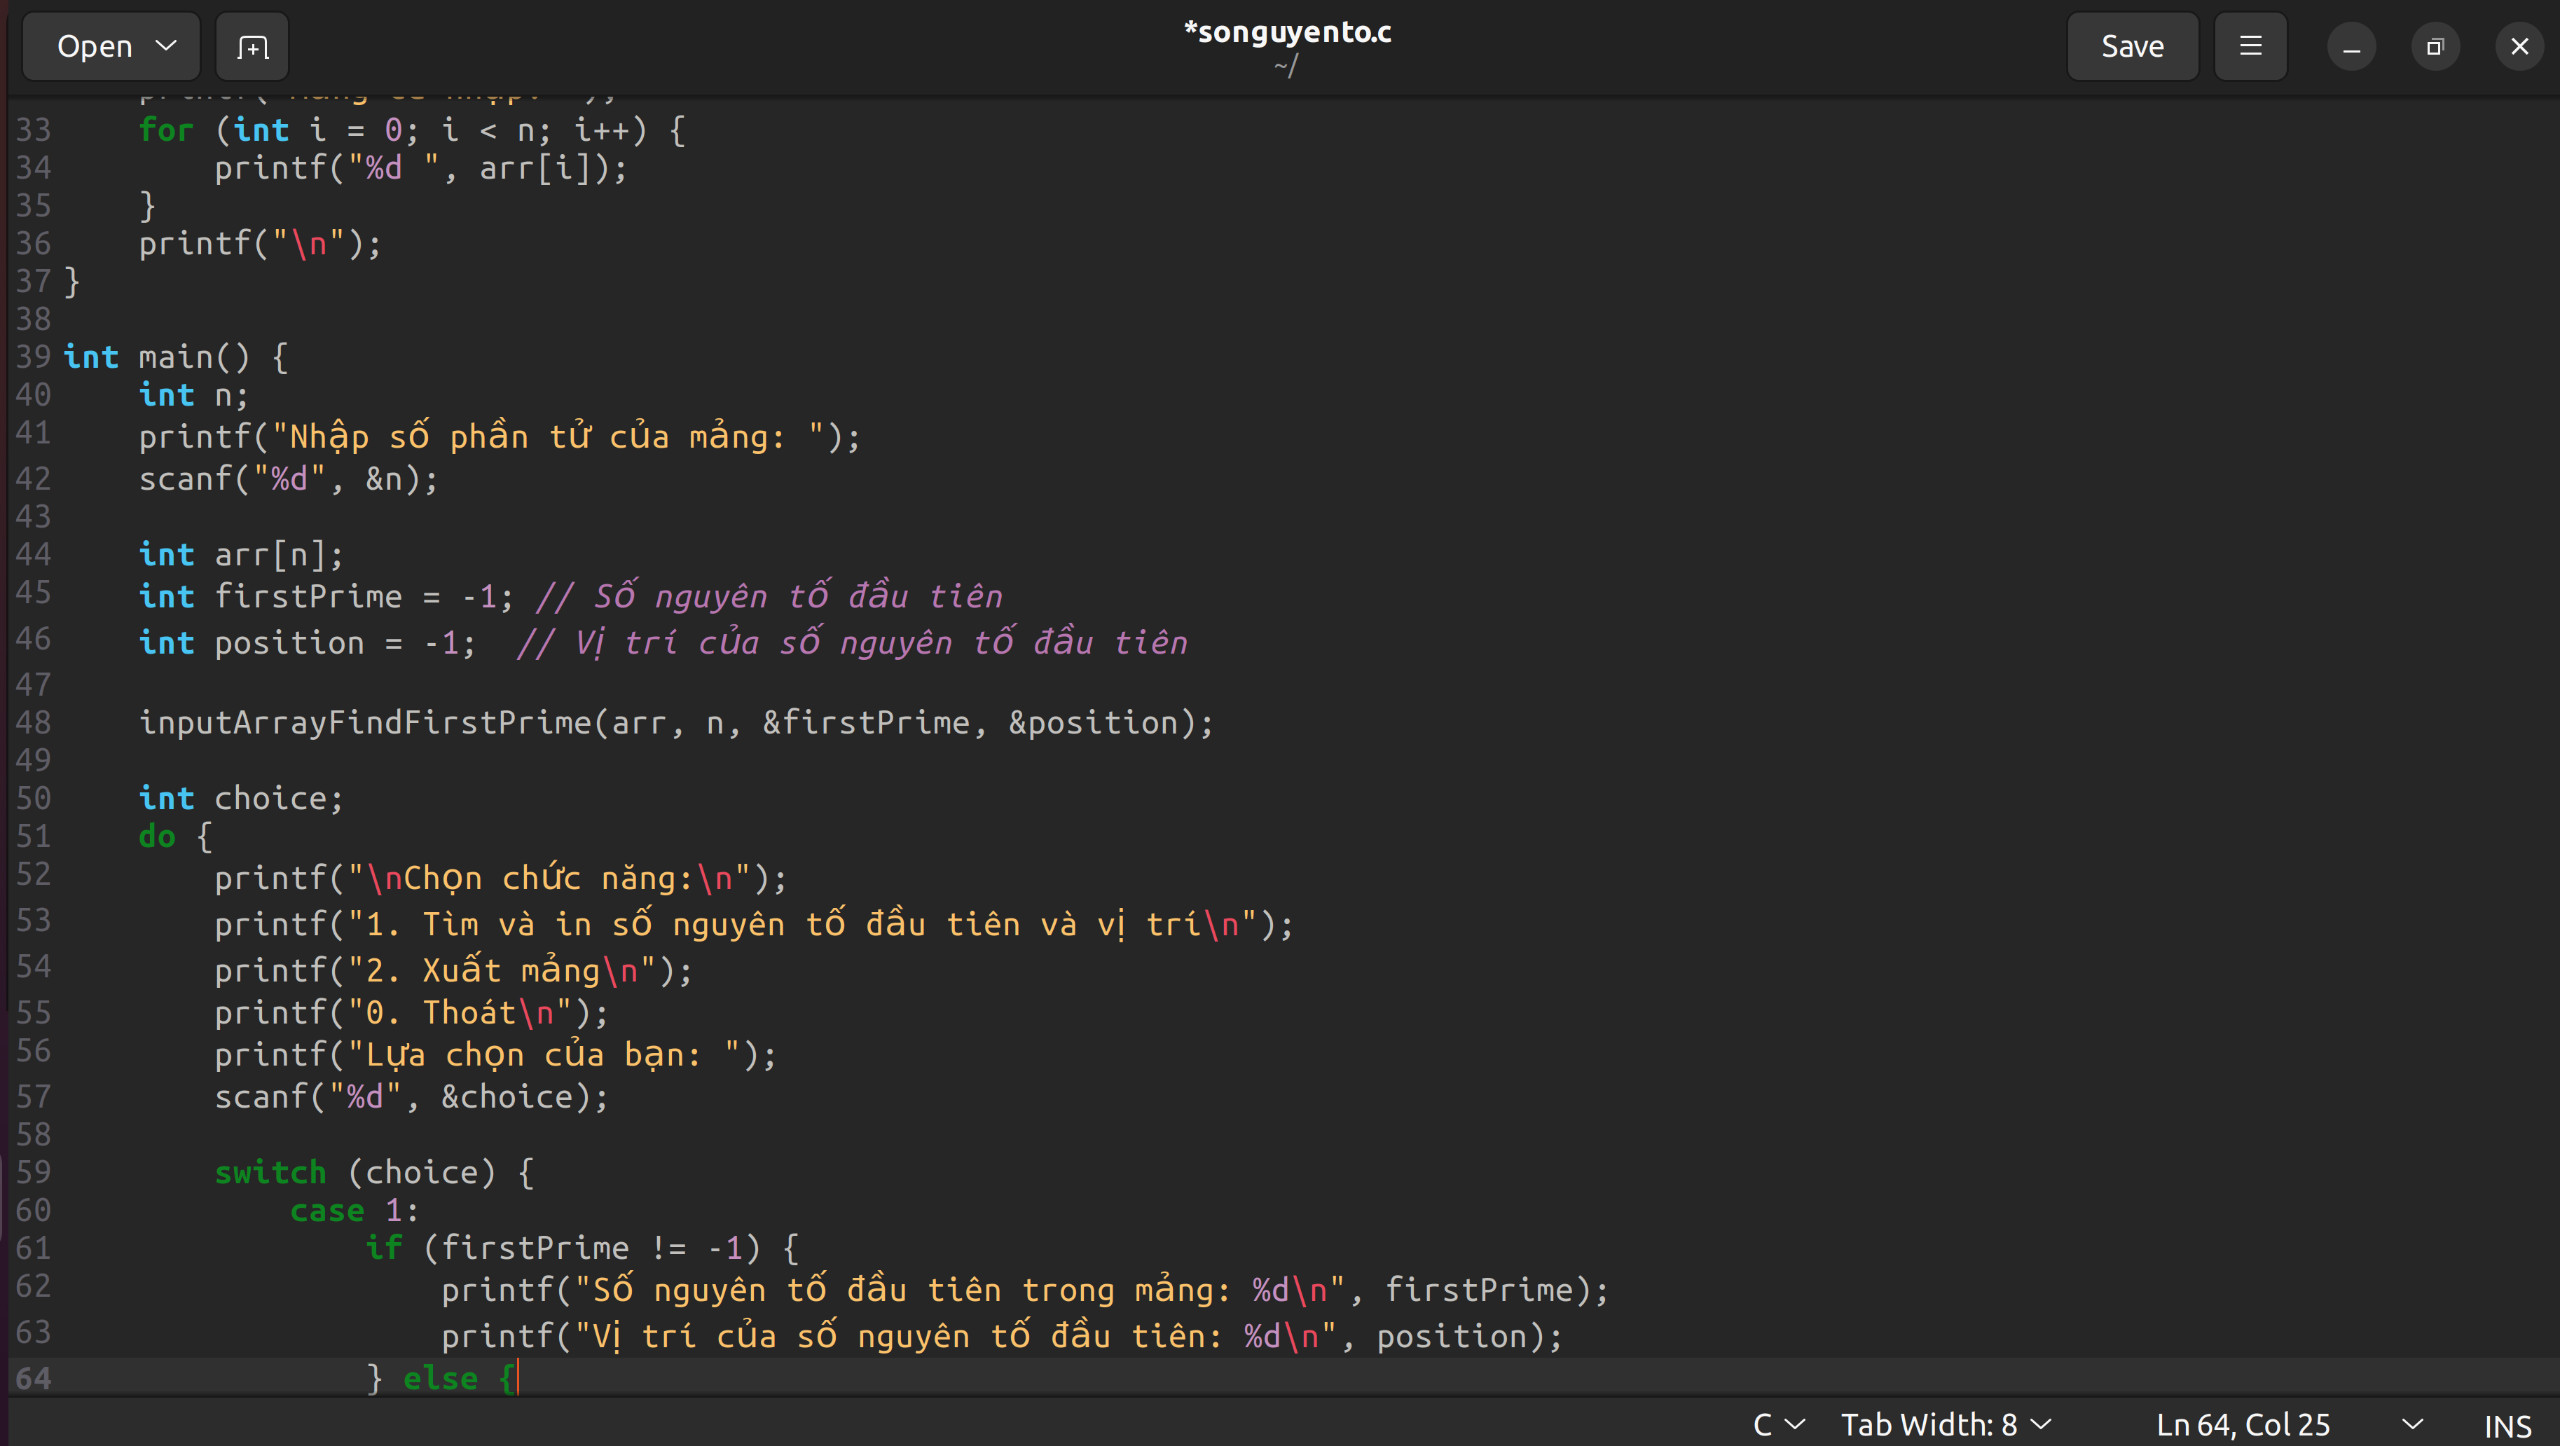 Open
*songuyento.c
~/
Save
33     for (int i = 0; i < n; i++) {
34         printf("%d ", arr[i]);
35     }
36     printf("\n");
37 }
38
39 int main() {
40     int n;
41     printf("Nhập số phần tử của mảng: ");
42     scanf("%d", &n);
43
44     int arr[n];
45     int firstPrime = -1; // Số nguyên tố đầu tiên
46     int position = -1;  // Vị trí của số nguyên tố đầu tiên
47
48     inputArrayFindFirstPrime(arr, n, &firstPrime, &position);
49
50     int choice;
51     do {
52         printf("\nChọn chức năng:\n");
53         printf("1. Tìm và in số nguyên tố đầu tiên và vị trí\n");
54         printf("2. Xuất mảng\n");
55         printf("0. Thoát\n");
56         printf("Lựa chọn của bạn: ");
57         scanf("%d", &choice);
58
59         switch (choice) {
60             case 1:
61                 if (firstPrime != -1) {
62                     printf("Số nguyên tố đầu tiên trong mảng: %d\n", firstPrime);
63                     printf("Vị trí của số nguyên tố đầu tiên: %d\n", position);
64                 } else {
C
Tab Width: 8
Ln 64, Col 25
INS